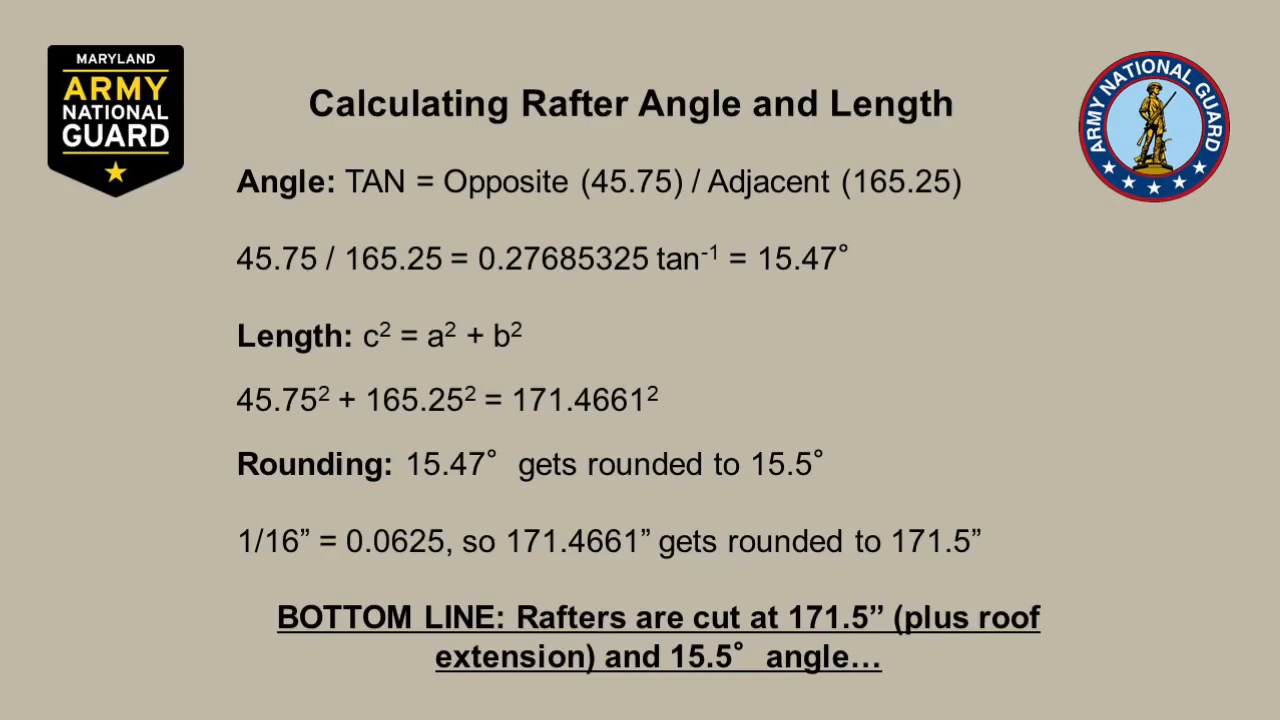 MARYLAND
ARMY
NATIONAL
GUARD
ARMY NATIONAL GUARD
Calculating Rafter Angle and Length
Angle: TAN = Opposite (45.75) / Adjacent (165.25)
45.75 / 165.25 = 0.27685325 tan⁻¹ = 15.47°
Length: c² = a² + b²
45.75² + 165.25² = 171.4661²
Rounding: 15.47° gets rounded to 15.5°
1/16” = 0.0625, so 171.4661” gets rounded to 171.5”
BOTTOM LINE: Rafters are cut at 171.5” (plus roof
extension) and 15.5° angle…